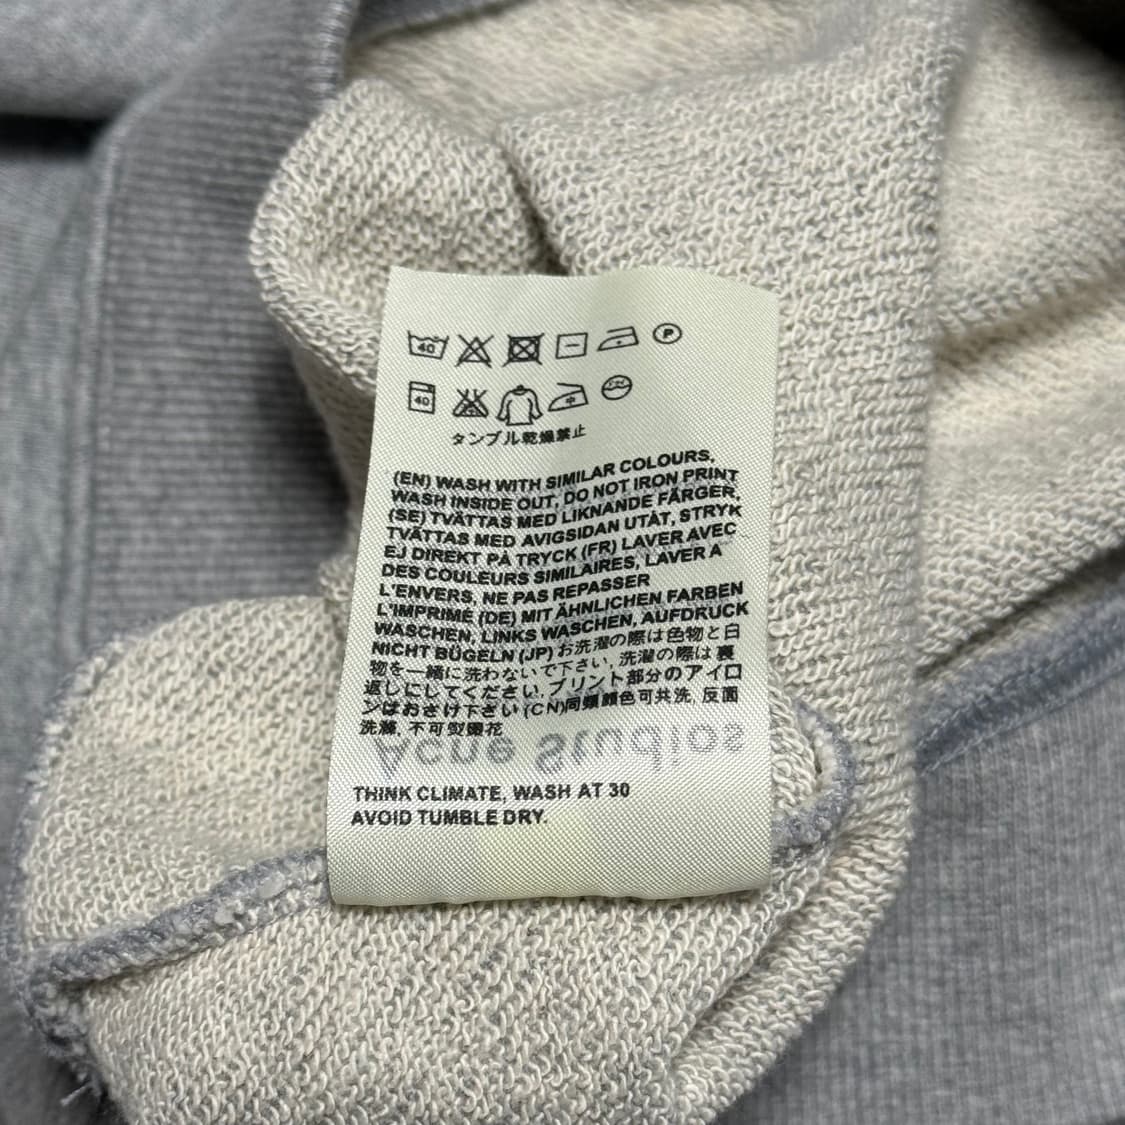 40
P
40
中
ドライ
タンブル乾燥禁止
(EN) WASH WITH SIMILAR COLOURS,
WASH INSIDE OUT, DO NOT IRON PRINT
(SE) TVÄTTAS MED LIKNANDE FÄRGER,
TVÄTTAS MED AVIGSIDAN UTÅT, STRYK
EJ DIREKT PÅ TRYCK (FR) LAVER AVEC
DES COULEURS SIMILAIRES, LAVER A
L'ENVERS, NE PAS REPASSER
L'IMPRIMÉ (DE) MIT ÄHNLICHEN FARBEN
WASCHEN, LINKS WASCHEN, AUFDRUCK
NICHT BÜGELN (JP) お洗濯の際は色物と白
物を一緒に洗わないで下さい, 洗濯の際は裏
返しにしてください, プリント部分のアイロ
ンはおさけ下さい (CN)同類顏色可共洗, 反面
洗滌, 不可熨燙花
Acne Studios
THINK CLIMATE, WASH AT 30
AVOID TUMBLE DRY.